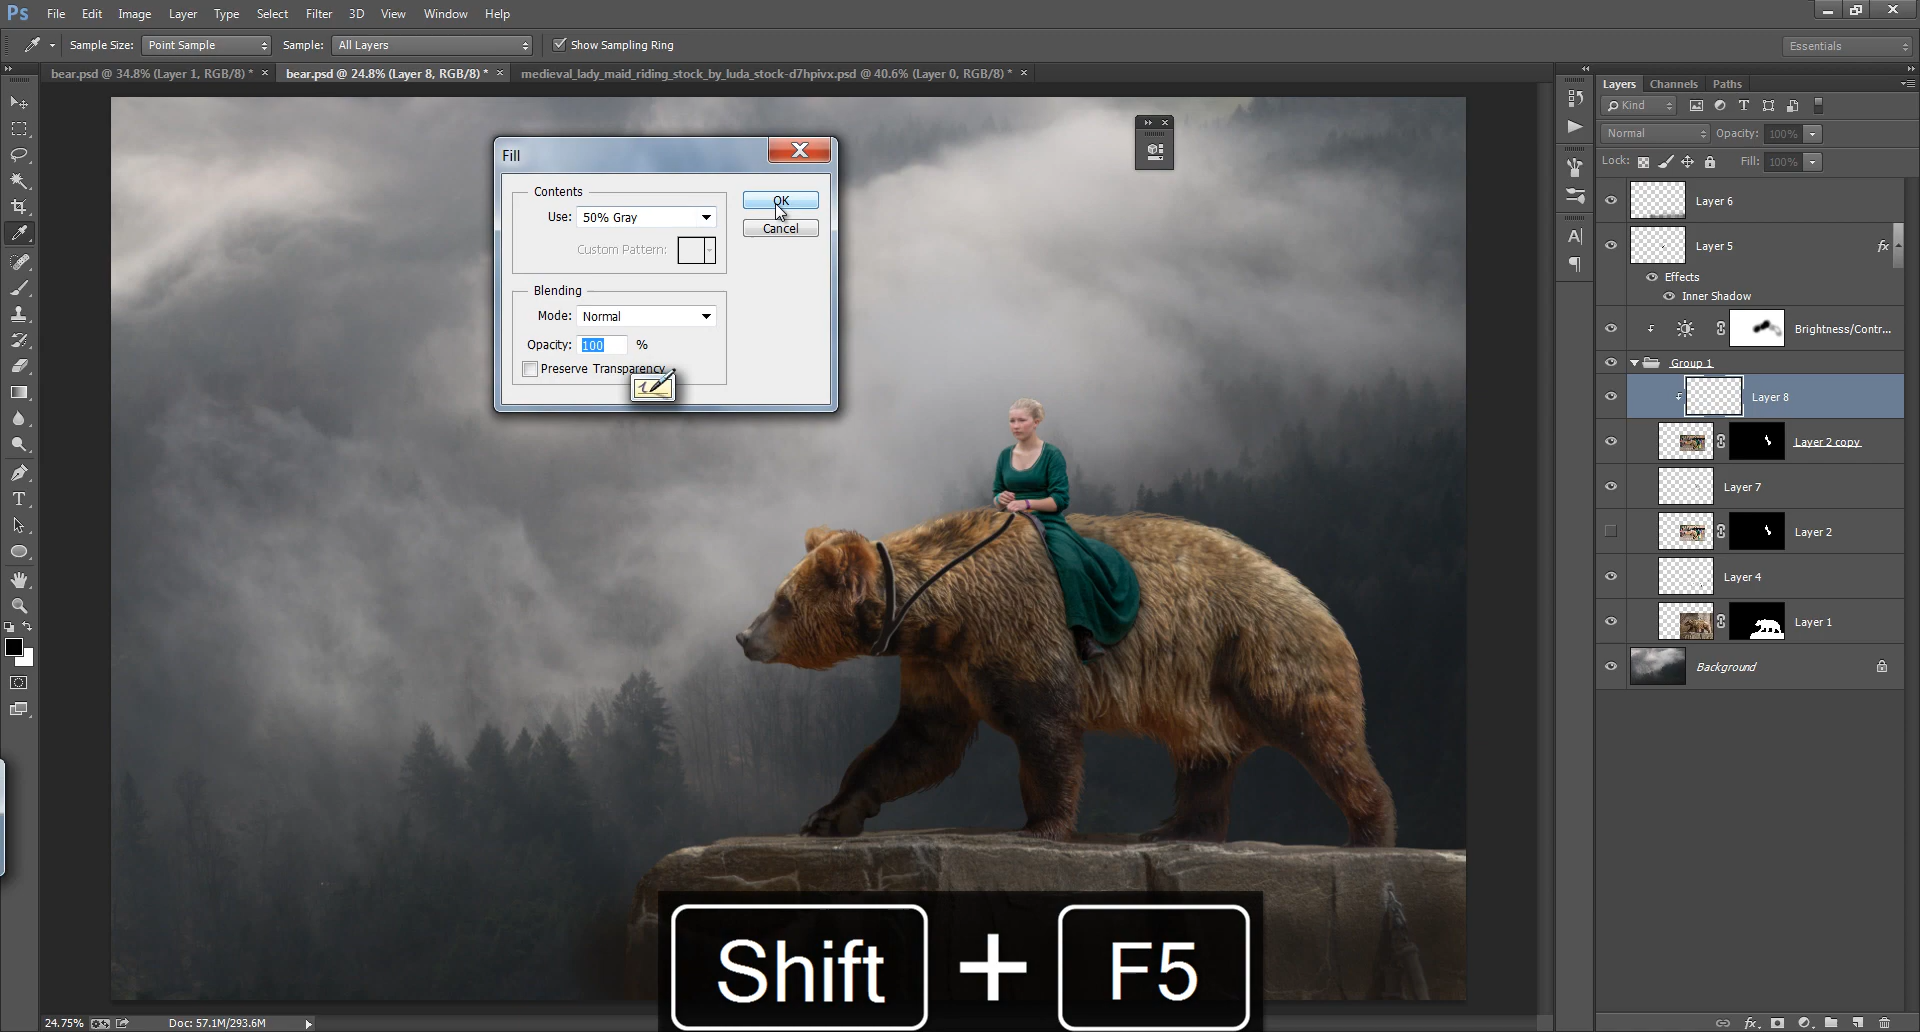 Ps File Edit Image Layer Type Select Filter 3D View Window Help
Sample Size: Point Sample Sample: All Layers Show Sampling Ring Essentials
bear.psd @ 34.8% (Layer 1, RGB/8) * × bear.psd @ 24.8% (Layer 8, RGB/8) * × medieval_lady_maid_riding_stock_by_luda_stock-d7hpivx.psd @ 40.6% (Layer 0, RGB/8) * ×
Fill
Contents
Use: 50% Gray
Custom Pattern:
OK
Cancel
Blending
Mode: Normal
Opacity: 100 %
Preserve Transparency
Layers Channels Paths
Kind
Normal Opacity: 100%
Lock: Fill: 100%
Layer 6
Layer 5 fx
Effects
Inner Shadow
Brightness/Contr...
Group 1
Layer 8
Layer 2 copy
Layer 7
Layer 2
Layer 4
Layer 1
Background
Shift + F5
24.75% Doc: 57.1M/293.6M